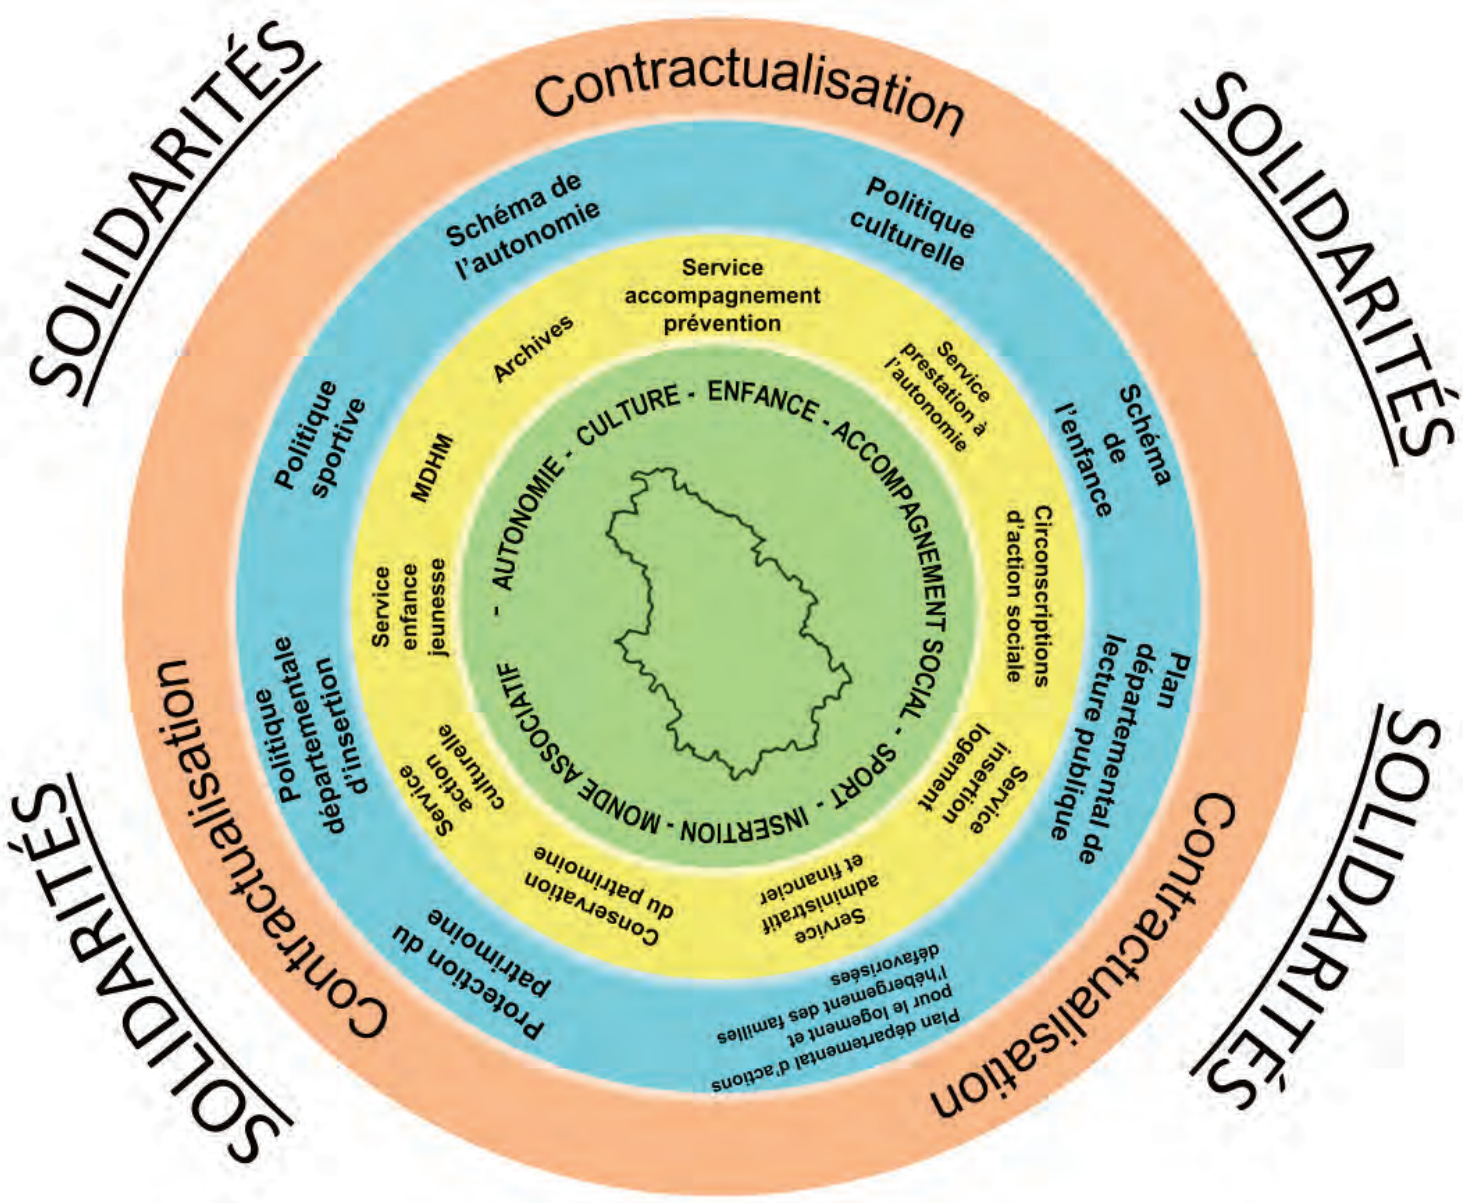 SOLIDARITÉS
SOLIDARITÉS
SOLIDARITÉS
SOLIDARITÉS
Contractualisation
Contractualisation
Contractualisation
Schéma de
l'autonomie
Politique
culturelle
Schéma
de
l'enfance
Plan
départemental de
lecture publique
Plan départemental d'actions
pour le logement et
l'hébergement des familles
défavorisées
Protection du
patrimoine
Politique
départementale
d'insertion
Politique
sportive
Service
accompagnement
prévention
Service
prestation à
l'autonomie
Circonscriptions
d'action sociale
Service
insertion
logement
Service
administratif
et financier
Conservation
du patrimoine
Service
action
culturelle
Service
enfance
jeunesse
MDHM
Archives
- AUTONOMIE - CULTURE - ENFANCE - ACCOMPAGNEMENT SOCIAL - SPORT - INSERTION - MONDE ASSOCIATIF